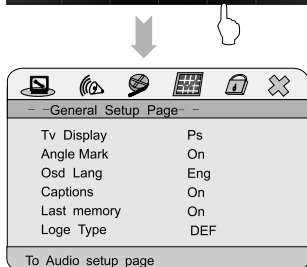 - -General Setup Page- -
Tv Display Ps
Angle Mark On
Osd Lang Eng
Captions On
Last memory On
Loge Type DEF
To Audio setup page